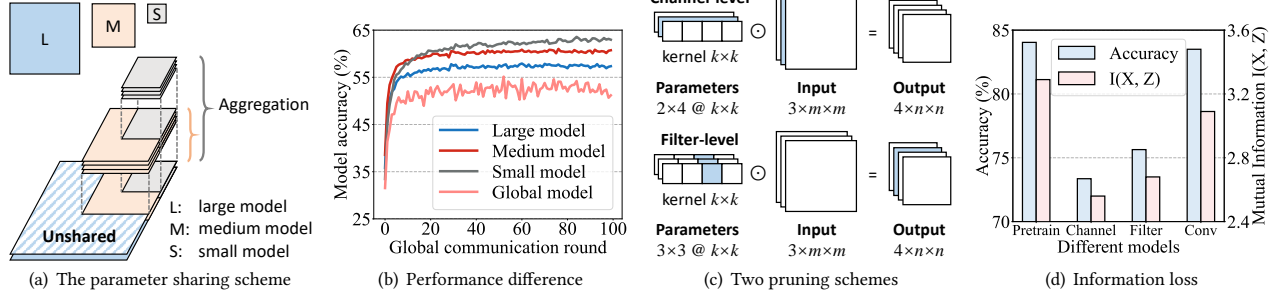 L
M
S
Aggregation
Unshared
L: large model
M: medium model
S: small model
(a) The parameter sharing scheme
Model accuracy (%)
65
55
45
35
25
0 20 40 60 80 100
Global communication round
Large model
Medium model
Small model
Global model
(b) Performance difference
Channel-level
kernel k×k
⊙
=
Parameters Input Output
2×4 @ k×k 3×m×m 4×n×n
Filter-level
kernel k×k
⊙
=
Parameters Input Output
3×3 @ k×k 3×m×m 4×n×n
(c) Two pruning schemes
Accuracy (%)
85
80
75
70
Accuracy
I(X, Z)
3.6
3.2
2.8
2.4
Mutual Information I(X, Z)
Pretrain Channel Filter Conv
Different models
(d) Information loss